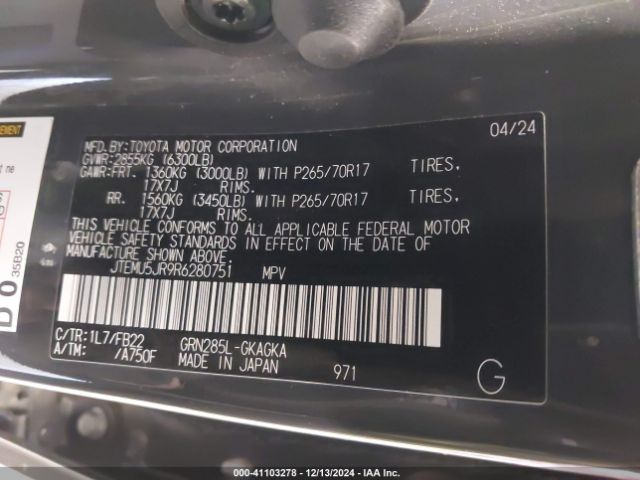 04/24
MFD.BY:TOYOTA MOTOR CORPORATION
GVWR:2855KG (6300LB)
GAWR:FRT. 1360KG (3000LB) WITH P265/70R17 TIRES,
17X7J RIMS.
RR. 1560KG (3450LB) WITH P265/70R17 TIRES,
17X7J RIMS.
THIS VEHICLE CONFORMS TO ALL APPLICABLE FEDERAL MOTOR
VEHICLE SAFETY STANDARDS IN EFFECT ON THE DATE OF
MANUFACTURE SHOWN ABOVE.
JTEMU5JR9R6280751 MPV
C/TR:1L7/FB22 GRN285L-GKAGKA
A/TM: /A750F MADE IN JAPAN 971
G
35B20
D 0
000-41103278 - 12/13/2024 - IAA Inc.